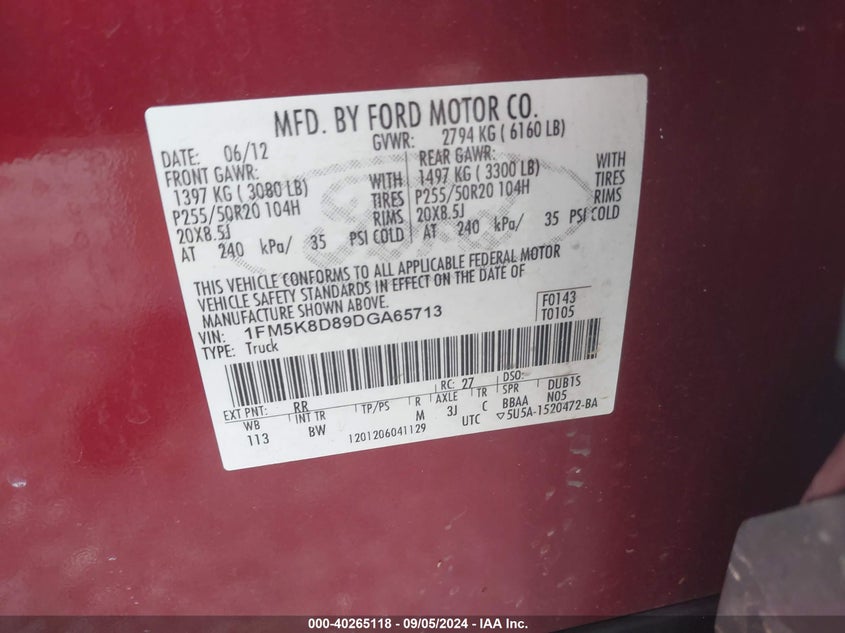 MFD. BY FORD MOTOR CO.
DATE: 06/12 GVWR: 2794 KG ( 6160 LB)
FRONT GAWR: REAR GAWR:
1397 KG ( 3080 LB) WITH 1497 KG ( 3300 LB) WITH
P255/50R20 104H TIRES P255/50R20 104H TIRES
20X8.5J RIMS 20X8.5J RIMS
AT 240 kPa/ 35 PSI COLD AT 240 kPa/ 35 PSI COLD
THIS VEHICLE CONFORMS TO ALL APPLICABLE FEDERAL MOTOR
VEHICLE SAFETY STANDARDS IN EFFECT ON THE DATE OF
MANUFACTURE SHOWN ABOVE.
VIN: 1FM5K8D89DGA65713 F0143
TYPE: Truck T0105
RC: 27 DSO:
EXT PNT: RR
WB INT TR TP/PS R AXLE TR SPR DUBTS
113 BW M 3J C BBAA N05
1201206041129 UTC ▽5U5A-1520472-BA
Ford
000-40265118 - 09/05/2024 - IAA Inc.